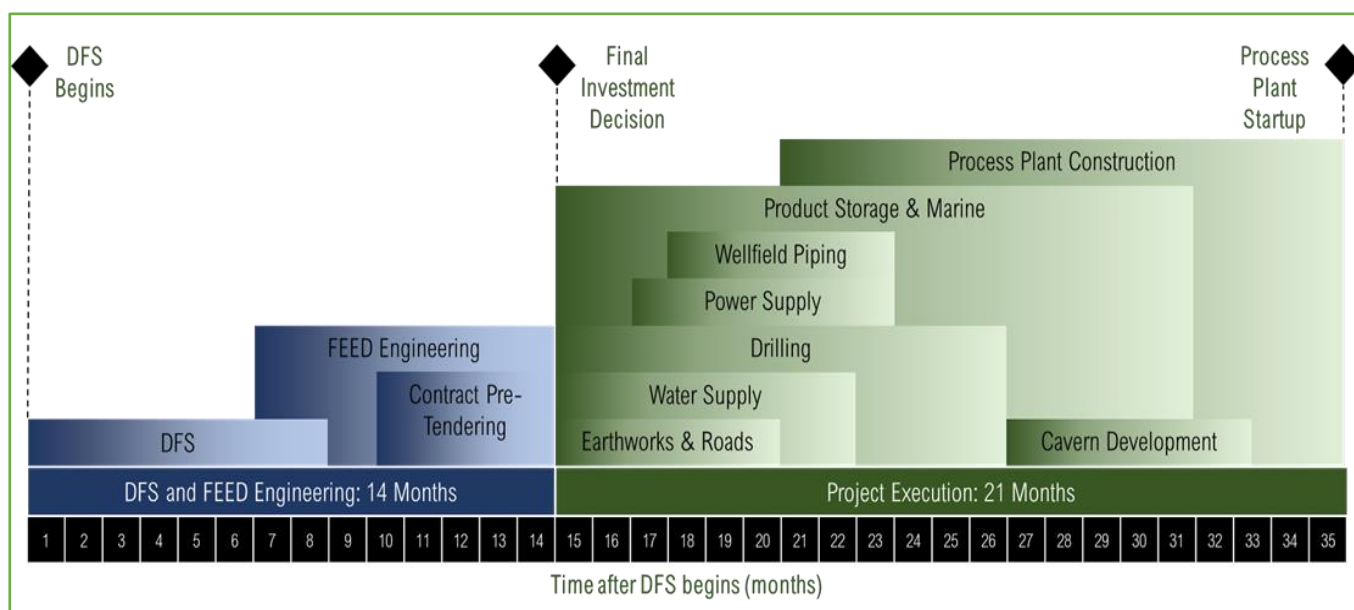 DFS
Begins
Final
Investment
Decision
Process
Plant
Startup
Process Plant Construction
Product Storage & Marine
Wellfield Piping
Power Supply
FEED Engineering
Drilling
Contract Pre-
Tendering
Water Supply
DFS
Earthworks & Roads
Cavern Development
DFS and FEED Engineering: 14 Months
Project Execution: 21 Months
1 2 3 4 5 6 7 8 9 10 11 12 13 14 15 16 17 18 19 20 21 22 23 24 25 26 27 28 29 30 31 32 33 34 35
Time after DFS begins (months)